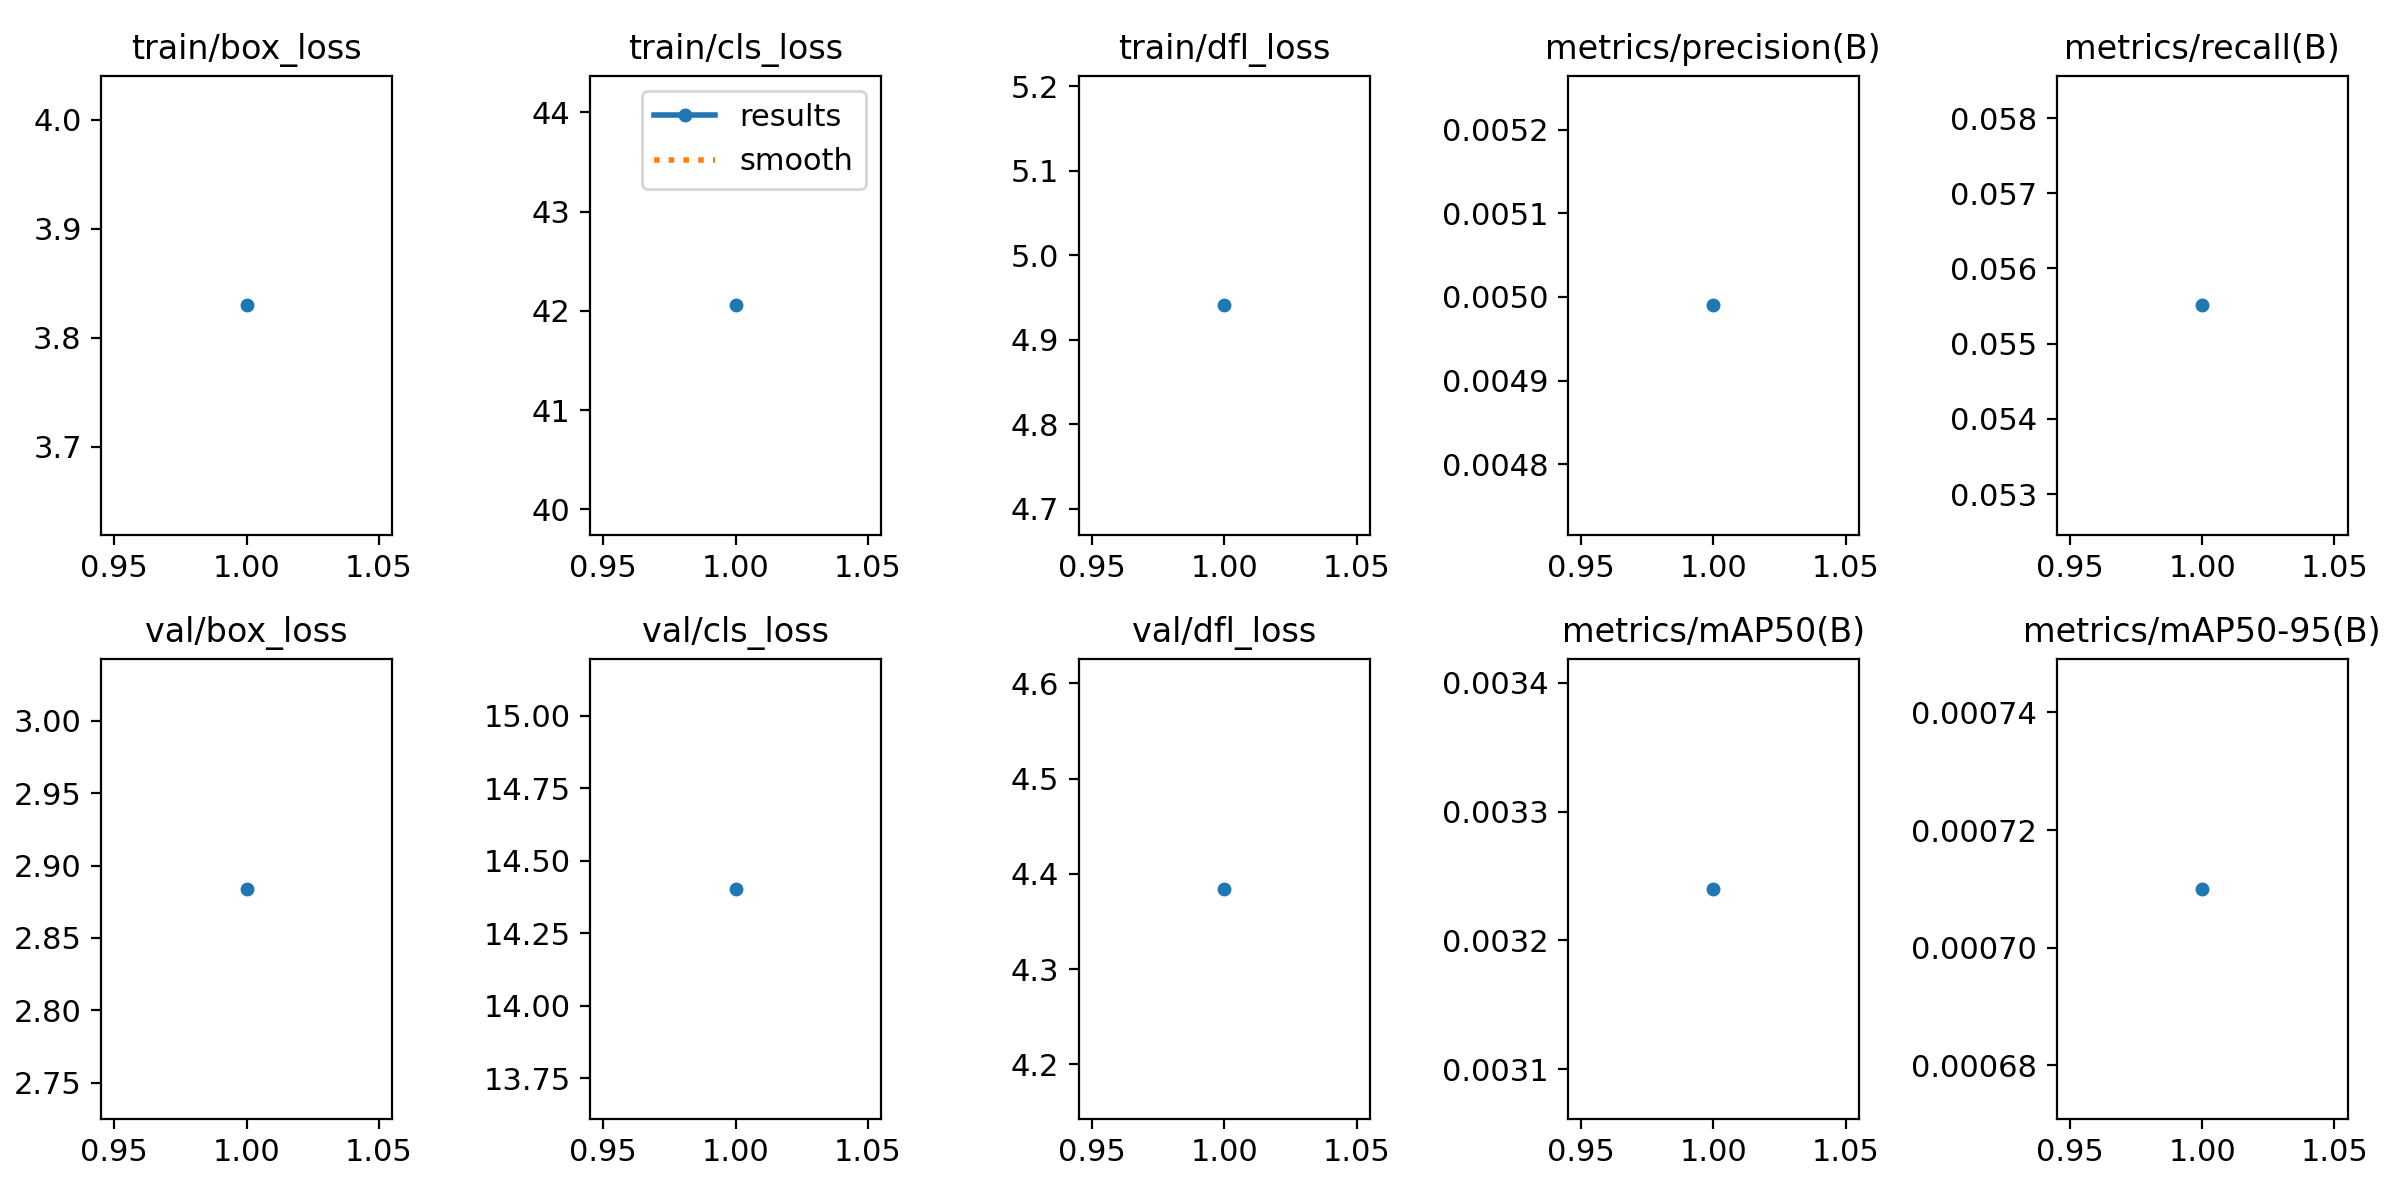 train/box_loss
4.0
3.9
3.8
3.7
0.95 1.00 1.05
train/cls_loss
results
smooth
44
43
42
41
40
0.95 1.00 1.05
train/dfl_loss
5.2
5.1
5.0
4.9
4.8
4.7
0.95 1.00 1.05
metrics/precision(B)
0.0052
0.0051
0.0050
0.0049
0.0048
0.95 1.00 1.05
metrics/recall(B)
0.058
0.057
0.056
0.055
0.054
0.053
0.95 1.00 1.05
val/box_loss
3.00
2.95
2.90
2.85
2.80
2.75
0.95 1.00 1.05
val/cls_loss
15.00
14.75
14.50
14.25
14.00
13.75
0.95 1.00 1.05
val/dfl_loss
4.6
4.5
4.4
4.3
4.2
0.95 1.00 1.05
metrics/mAP50(B)
0.0034
0.0033
0.0032
0.0031
0.95 1.00 1.05
metrics/mAP50-95(B)
0.00074
0.00072
0.00070
0.00068
0.95 1.00 1.05